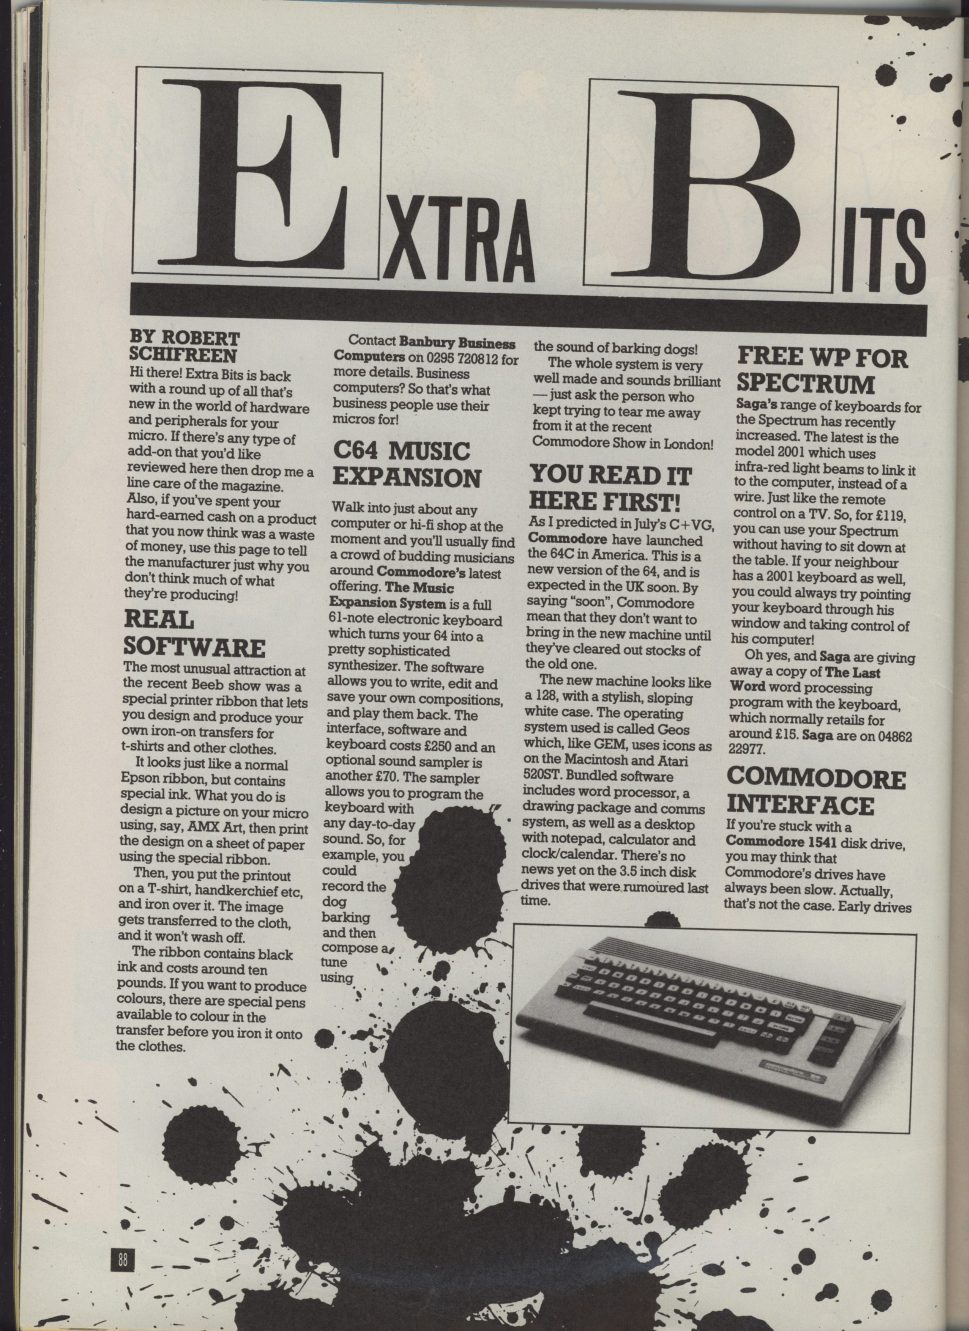 EXTRA BITS
BY ROBERT
SCHIFREEN
Hi there! Extra Bits is back
with a round up of all that's
new in the world of hardware
and peripherals for your
micro. If there's any type of
add-on that you'd like
reviewed here then drop me a
line care of the magazine.
Also, if you've spent your
hard-earned cash on a product
that you now think was a waste
of money, use this page to tell
the manufacturer just why you
don't think much of what
they're producing!
REAL
SOFTWARE
The most unusual attraction at
the recent Beeb show was a
special printer ribbon that lets
you design and produce your
own iron-on transfers for
t-shirts and other clothes.
It looks just like a normal
Epson ribbon, but contains
special ink. What you do is
design a picture on your micro
using, say, AMX Art, then print
the design on a sheet of paper
using the special ribbon.
Then, you put the printout
on a T-shirt, handkerchief etc,
and iron over it. The image
gets transferred to the cloth,
and it won't wash off.
The ribbon contains black
ink and costs around ten
pounds. If you want to produce
colours, there are special pens
available to colour in the
transfer before you iron it onto
the clothes.
Contact Banbury Business
Computers on 0295 720812 for
more details. Business
computers? So that's what
business people use their
micros for!
C64 MUSIC
EXPANSION
Walk into just about any
computer or hi-fi shop at the
moment and you'll usually find
a crowd of budding musicians
around Commodore's latest
offering. The Music
Expansion System is a full
61-note electronic keyboard
which turns your 64 into a
pretty sophisticated
synthesizer. The software
allows you to write, edit and
save your own compositions,
and play them back. The
interface, software and
keyboard costs £250 and an
optional sound sampler is
another £70. The sampler
allows you to program the
keyboard with
any day-to-day
sound. So, for
example, you
could
record the
dog
barking
and then
compose a
tune
using
the sound of barking dogs!
The whole system is very
well made and sounds brilliant
— just ask the person who
kept trying to tear me away
from it at the recent
Commodore Show in London!
YOU READ IT
HERE FIRST!
As I predicted in July's C+VG,
Commodore have launched
the 64C in America. This is a
new version of the 64, and is
expected in the UK soon. By
saying "soon", Commodore
mean that they don't want to
bring in the new machine until
they've cleared out stocks of
the old one.
The new machine looks like
a 128, with a stylish, sloping
white case. The operating
system used is called Geos
which, like GEM, uses icons as
on the Macintosh and Atari
520ST. Bundled software
includes word processor, a
drawing package and comms
system, as well as a desktop
with notepad, calculator and
clock/calendar. There's no
news yet on the 3.5 inch disk
drives that were rumoured last
time.
FREE WP FOR
SPECTRUM
Saga's range of keyboards for
the Spectrum has recently
increased. The latest is the
model 2001 which uses
infra-red light beams to link it
to the computer, instead of a
wire. Just like the remote
control on a TV. So, for £119,
you can use your Spectrum
without having to sit down at
the table. If your neighbour
has a 2001 keyboard as well,
you could always try pointing
your keyboard through his
window and taking control of
his computer!
Oh yes, and Saga are giving
away a copy of The Last
Word word processing
program with the keyboard,
which normally retails for
around £15. Saga are on 04862
22977.
COMMODORE
INTERFACE
If you're stuck with a
Commodore 1541 disk drive,
you may think that
Commodore's drives have
always been slow. Actually,
that's not the case. Early drives
88